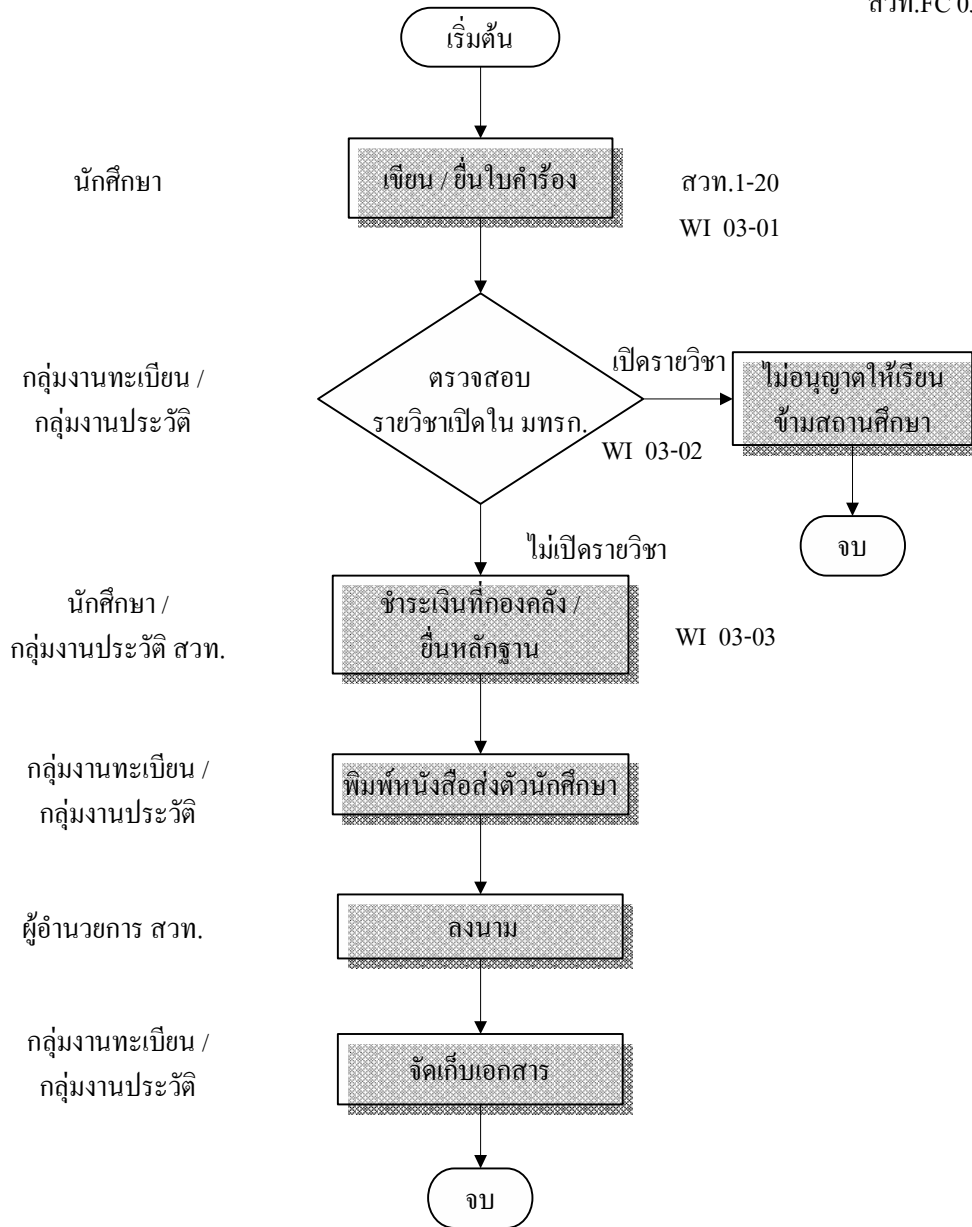 สวท.FC 0
เริ่มต้น
นักศึกษา
เขียน / ยื่นใบคำร้อง
สวท.1-20
WI 03-01
กลุ่มงานทะเบียน /
กลุ่มงานประวัติ
ตรวจสอบ
รายวิชาเปิดใน มทรก.
เปิดรายวิชา
WI 03-02
ไม่อนุญาตให้เรียน
ข้ามสถานศึกษา
จบ
ไม่เปิดรายวิชา
นักศึกษา /
กลุ่มงานประวัติ สวท.
ชำระเงินที่กองคลัง /
ยื่นหลักฐาน
WI 03-03
กลุ่มงานทะเบียน /
กลุ่มงานประวัติ
พิมพ์หนังสือส่งตัวนักศึกษา
ผู้อำนวยการ สวท.
ลงนาม
กลุ่มงานทะเบียน /
กลุ่มงานประวัติ
จัดเก็บเอกสาร
จบ